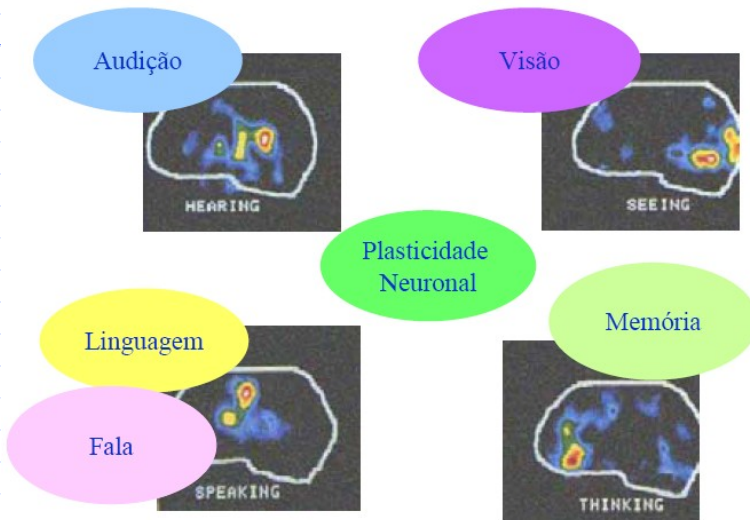 Audição
Visão
HEARING
SEEING
Plasticidade
Neuronal
Linguagem
Memória
Fala
SPEAKING
THINKING